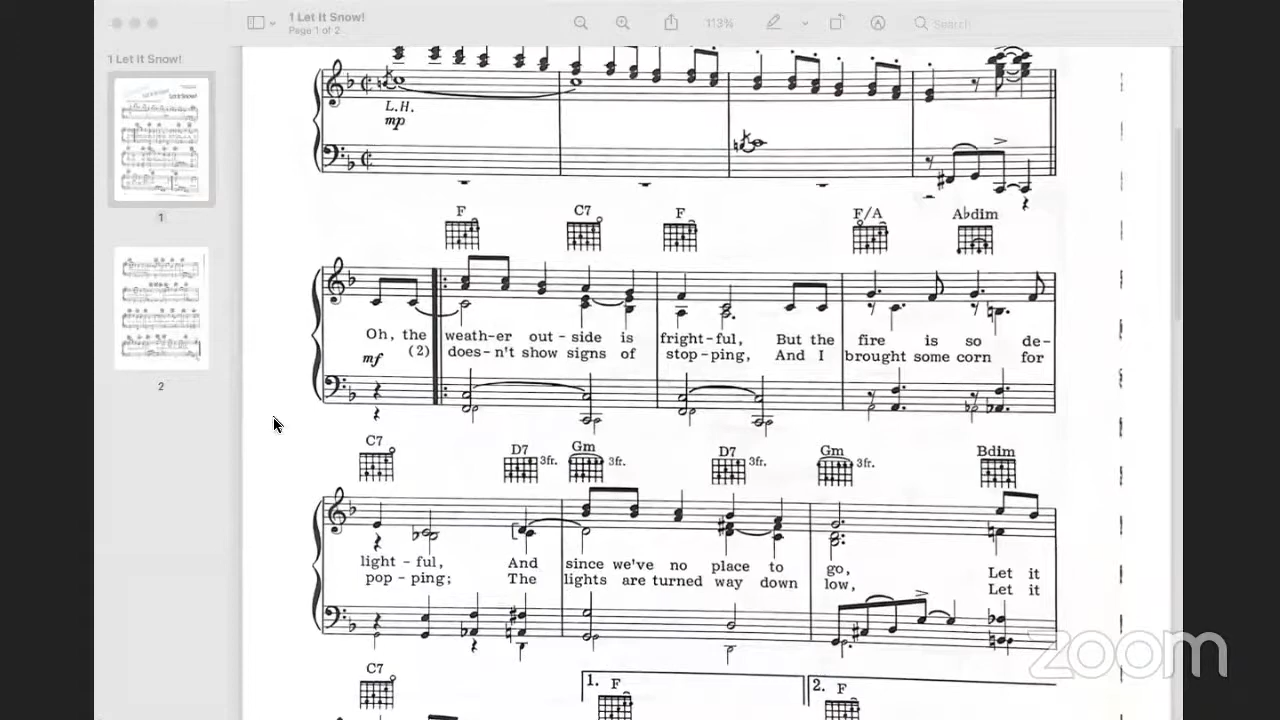 1 Let It Snow!
Page 1 of 2
113%
Search
1 Let It Snow!
Let It Snow!
1
2
L.H.
mp
F C7 F F/A A♭dim
Oh, the weath-er out - side is fright-ful, But the fire is so de-
(2) does-n't show signs of stop-ping, And I brought some corn for
mf
C7 D7 3fr. Gm 3fr. D7 3fr. Gm 3fr. Bdim
light - ful, And since we've no place to go, Let it
pop - ping; The lights are turned way down low, Let it
C7 1. F 2. F
zoom